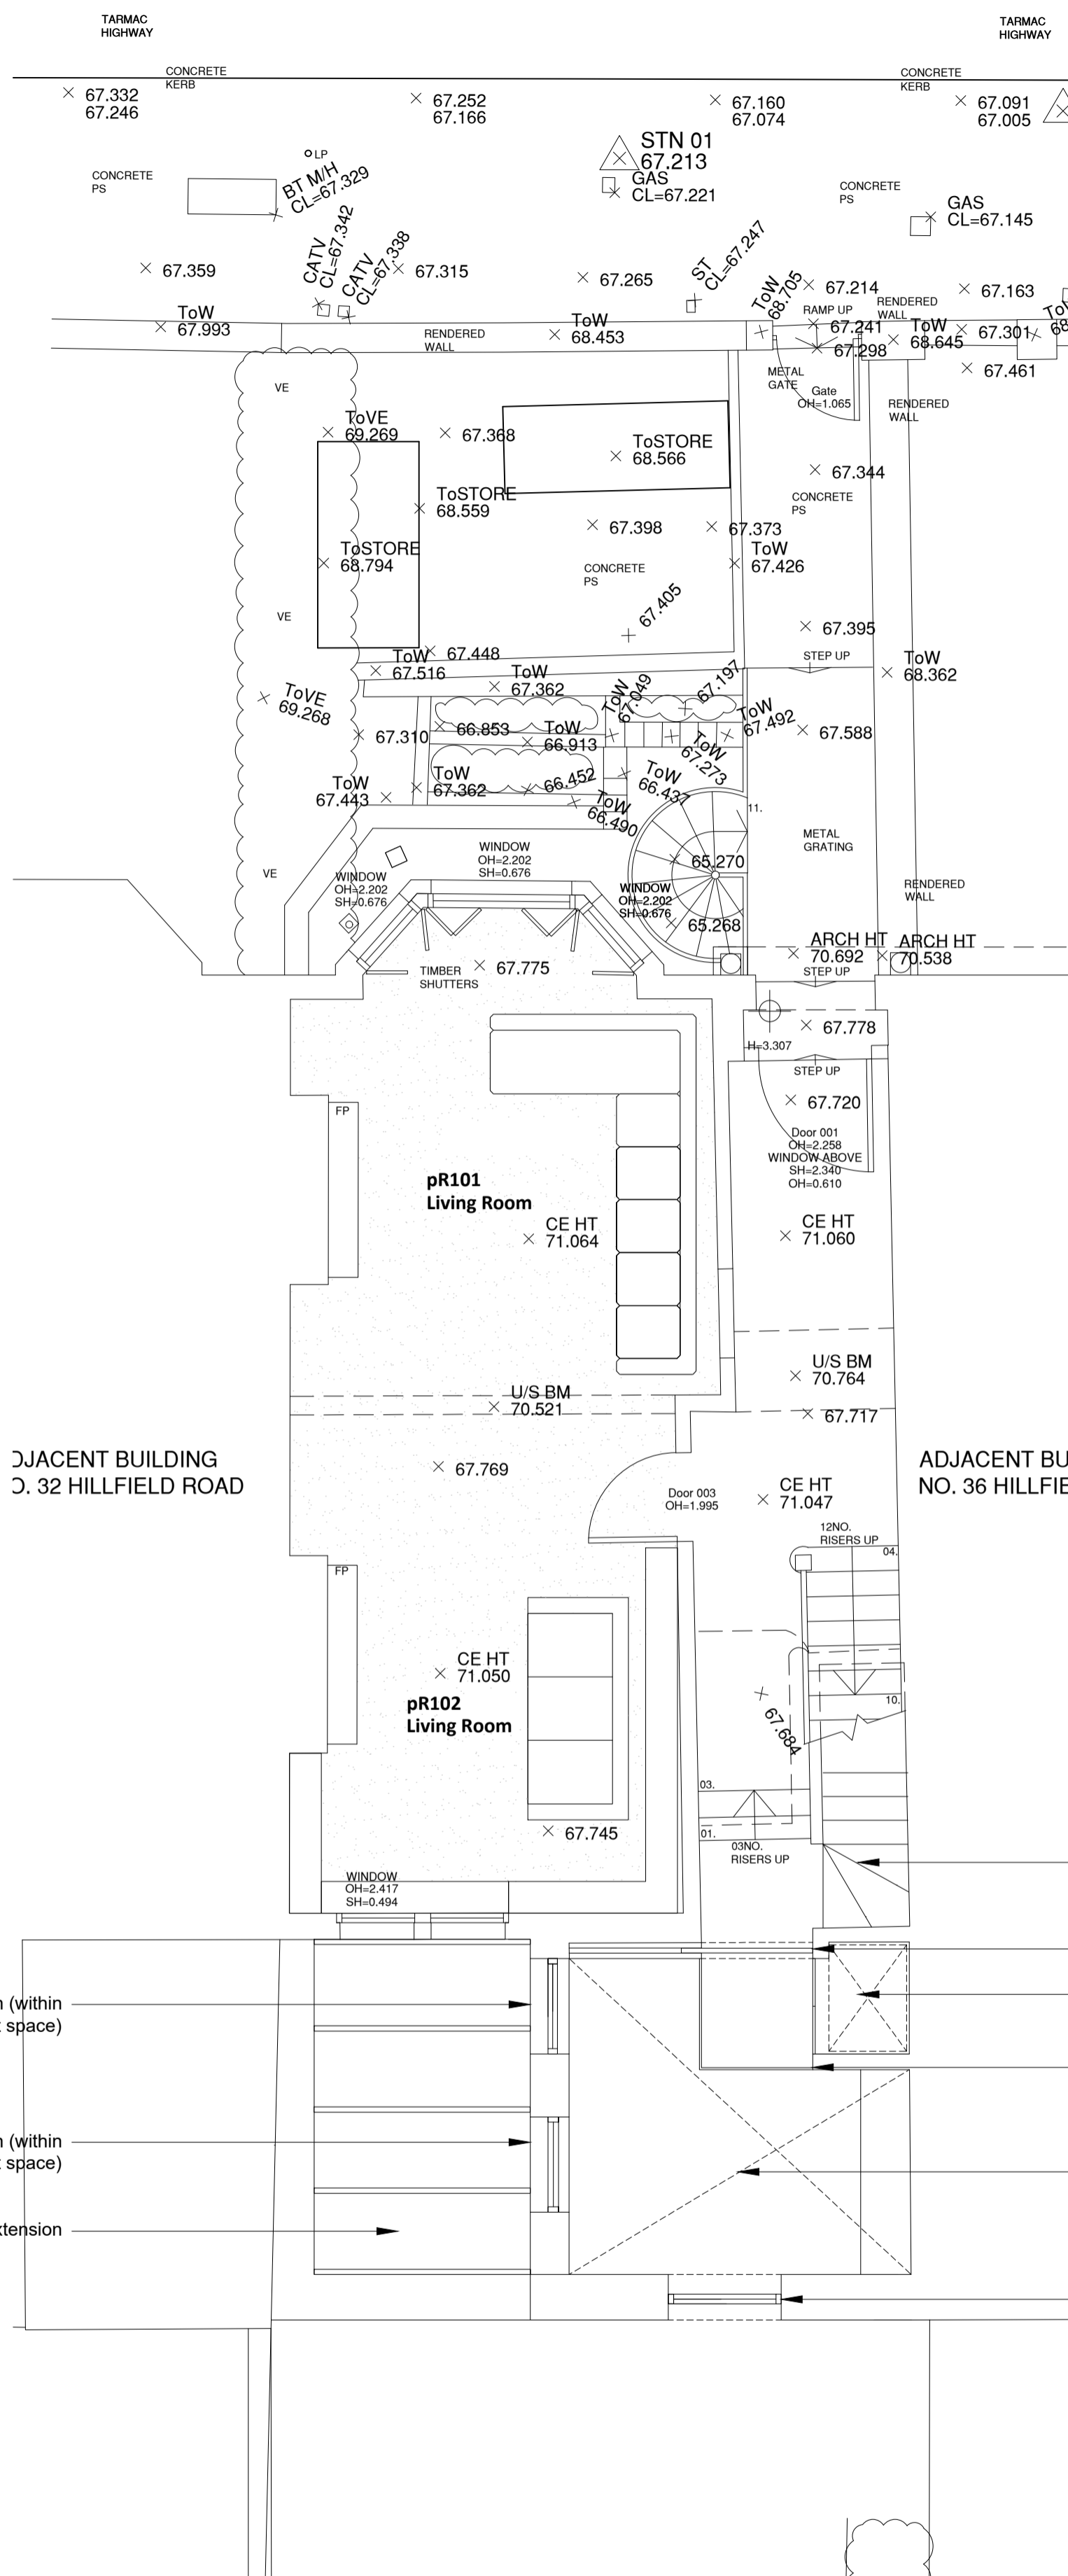 TARMAC
HIGHWAY
TARMAC
HIGHWAY
CONCRETE
KERB
CONCRETE
KERB
67.332
67.246
67.252
67.166
67.160
67.074
67.091
67.005
LP
STN 01
67.213
CONCRETE
PS
BT M/H
CL=67.329
GAS
CL=67.221
CONCRETE
PS
GAS
CL=67.145
67.359
CATV
CL=67.342
CATV
CL=67.338
67.315
67.265
ST
CL=67.247
ToW
68.705
67.214
67.163
ToW
67.993
RENDERED
WALL
ToW
68.453
RAMP UP
67.241
67.298
RENDERED
WALL
ToW
68.645
67.301
67.461
VE
METAL
GATE
Gate
OH=1.065
RENDERED
WALL
ToVE
69.269
67.368
ToSTORE
68.566
67.344
ToSTORE
68.559
CONCRETE
PS
67.398
67.373
ToSTORE
68.794
CONCRETE
PS
ToW
67.426
VE
67.405
67.395
67.448
STEP UP
ToW
67.516
ToW
67.362
ToW
67.049
67.197
ToW
68.362
ToVE
69.268
67.310
66.853
ToW
66.913
ToW
67.492
67.588
ToW
67.273
ToW
67.443
ToW
67.362
66.452
ToW
66.437
ToW
66.490
11.
METAL
GRATING
WINDOW
OH=2.202
SH=0.676
VE
WINDOW
OH=2.202
SH=0.676
WINDOW
OH=2.202
SH=0.676
65.270
65.268
RENDERED
WALL
ARCH HT
70.692
ARCH HT
70.538
TIMBER
SHUTTERS
67.775
STEP UP
67.778
H=3.307
STEP UP
67.720
FP
Door 001
OH=2.258
WINDOW ABOVE
SH=2.340
OH=0.610
pR101
Living Room
CE HT
71.064
CE HT
71.060
U/S BM
70.764
U/S BM
70.521
67.717
DJACENT BUILDING
O. 32 HILLFIELD ROAD
67.769
ADJACENT BU
NO. 36 HILLFIE
Door 003
OH=1.995
CE HT
71.047
12NO.
RISERS UP
04.
FP
CE HT
71.050
pR102
Living Room
67.684
10.
03.
01.
67.745
03NO.
RISERS UP
WINDOW
OH=2.417
SH=0.494
(within
space)
(within
space)